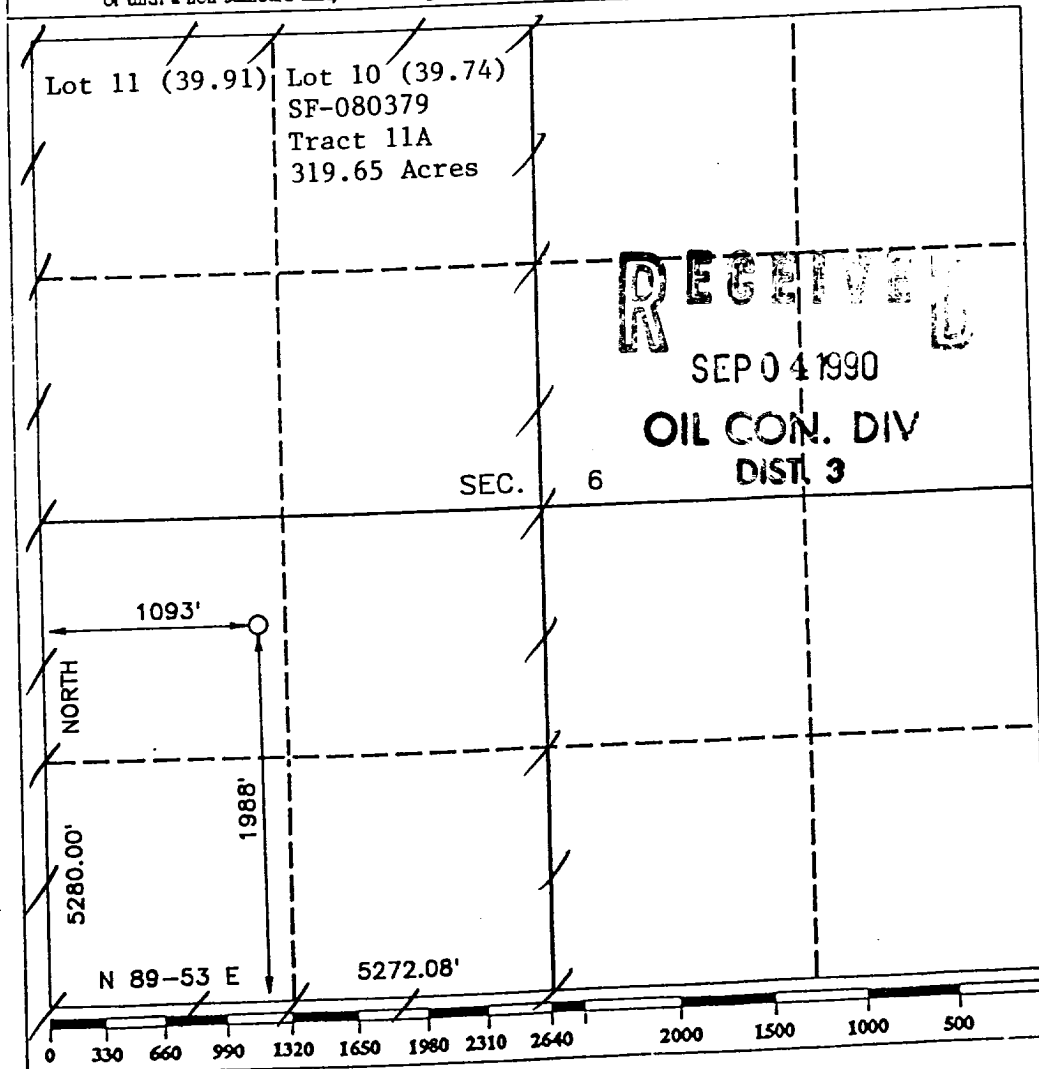 Lot 11 (39.91)
Lot 10 (39.74)
SF-080379
Tract 11A
319.65 Acres
RECEIVED
SEP 04 1990
OIL CON. DIV
DIST. 3
SEC. 6
1093'
NORTH
1988'
5280.00'
N 89-53 E
5272.08'
0 330 660 990 1320 1650 1980 2310 2640 2000 1500 1000 500